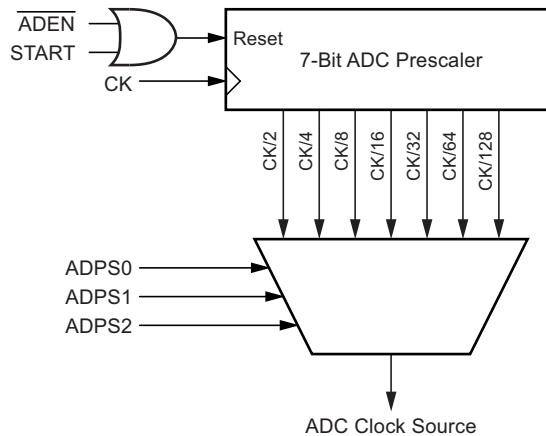 ADEN
START
CK
Reset
7-Bit ADC Prescaler
CK/2
CK/4
CK/8
CK/16
CK/32
CK/64
CK/128
ADPS0
ADPS1
ADPS2
ADC Clock Source